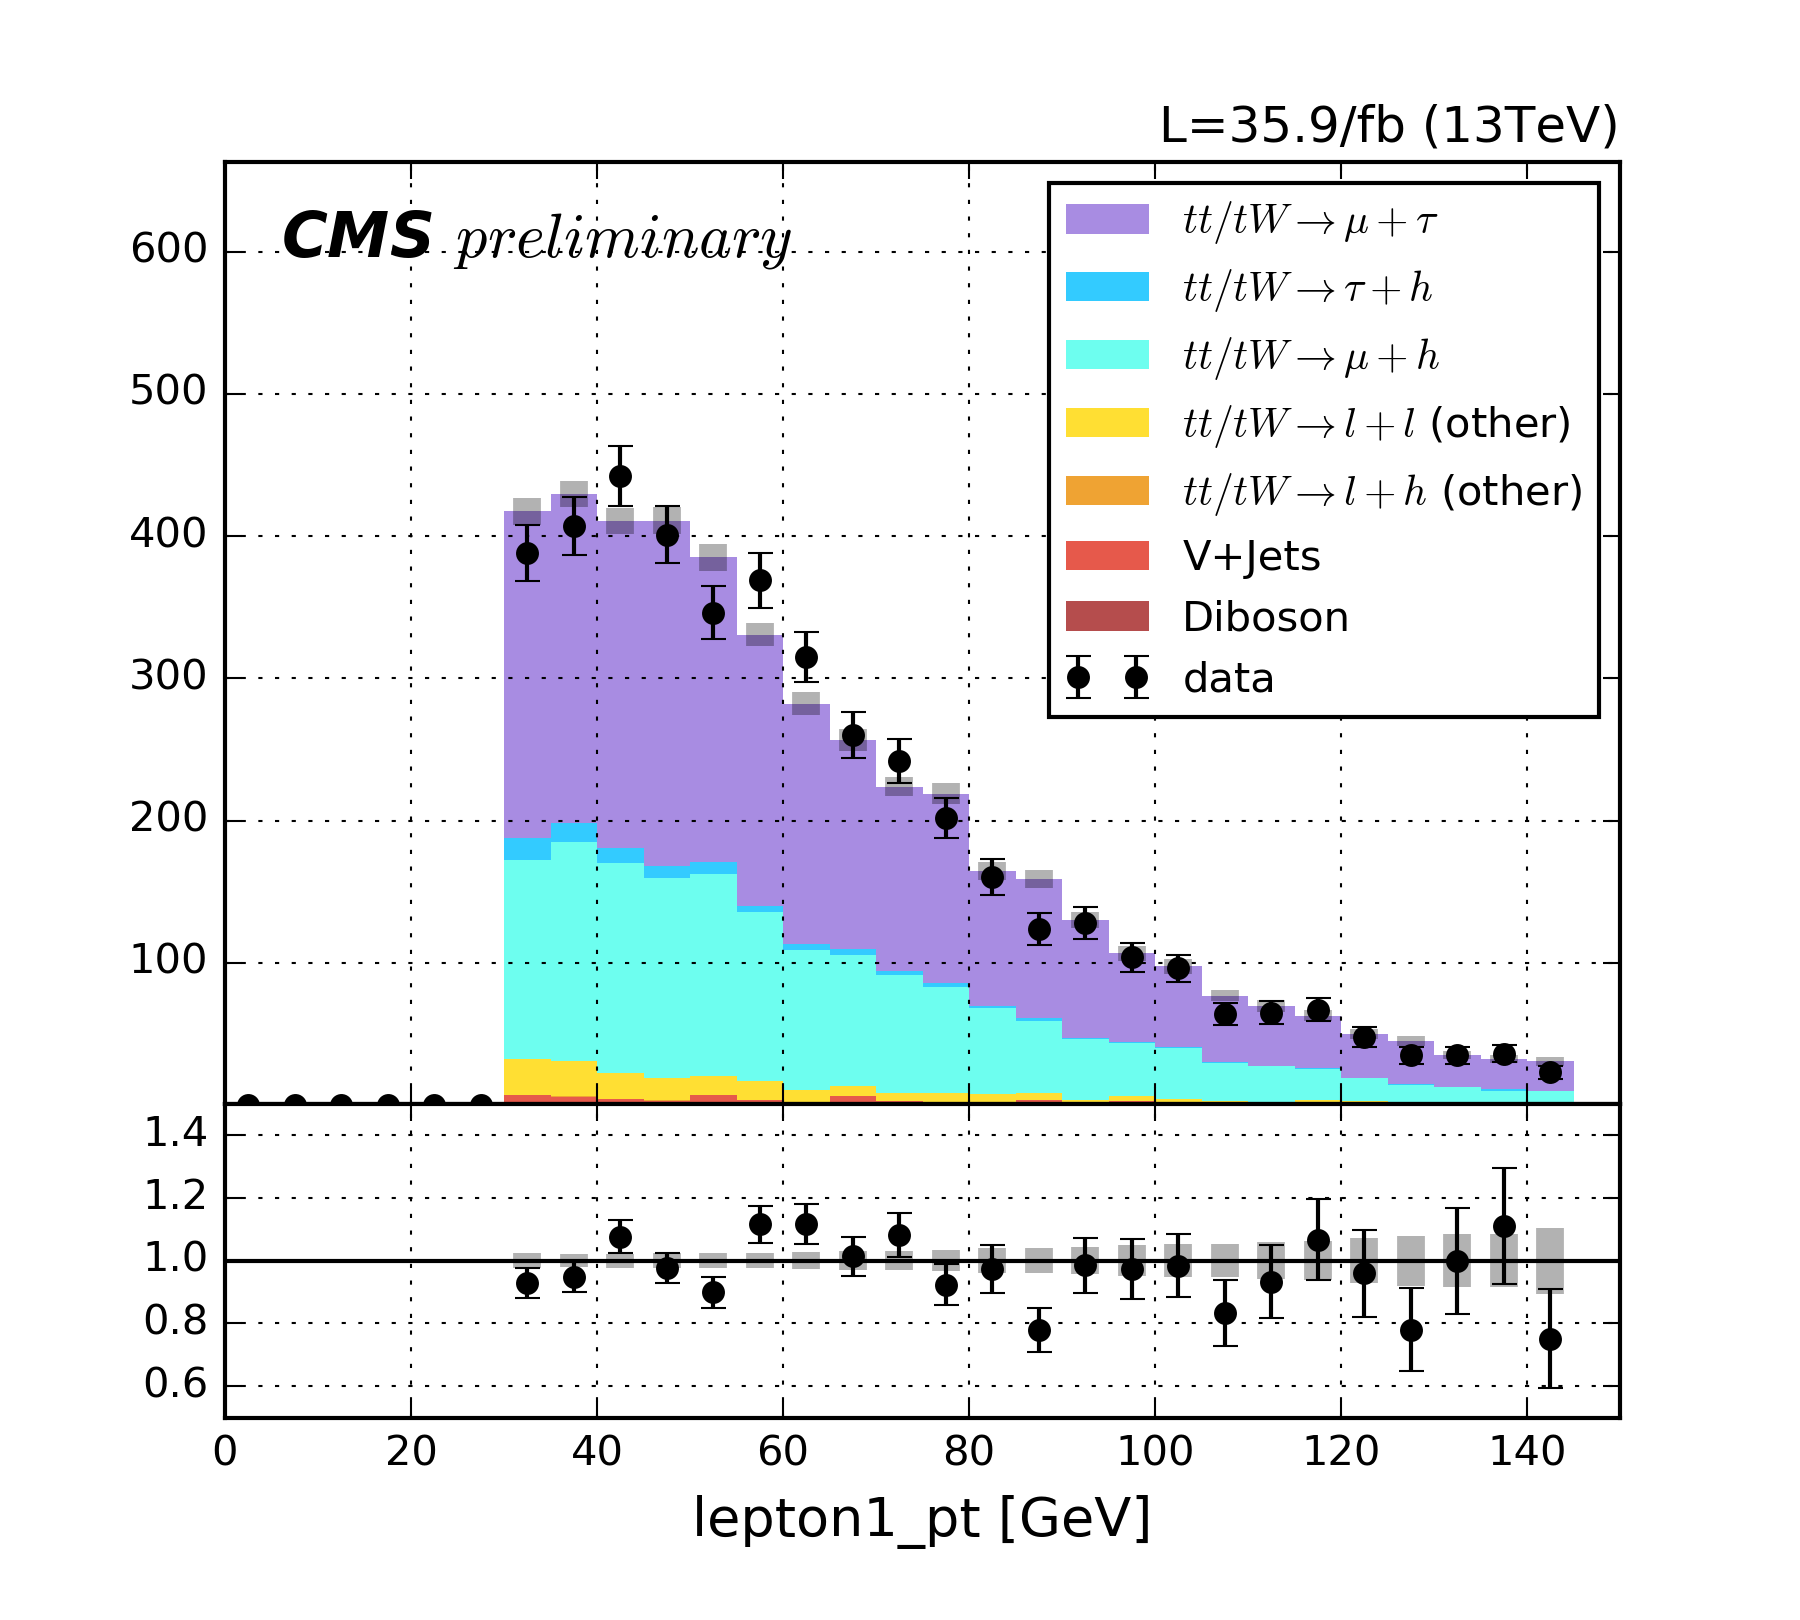 L=35.9/fb (13TeV)
CMS preliminary
tt/tW→μ+τ
tt/tW→τ+h
tt/tW→μ+h
tt/tW→l+l (other)
tt/tW→l+h (other)
V+Jets
Diboson
data
600
500
400
300
200
100
1.4
1.2
1.0
0.8
0.6
0 20 40 60 80 100 120 140
lepton1_pt [GeV]